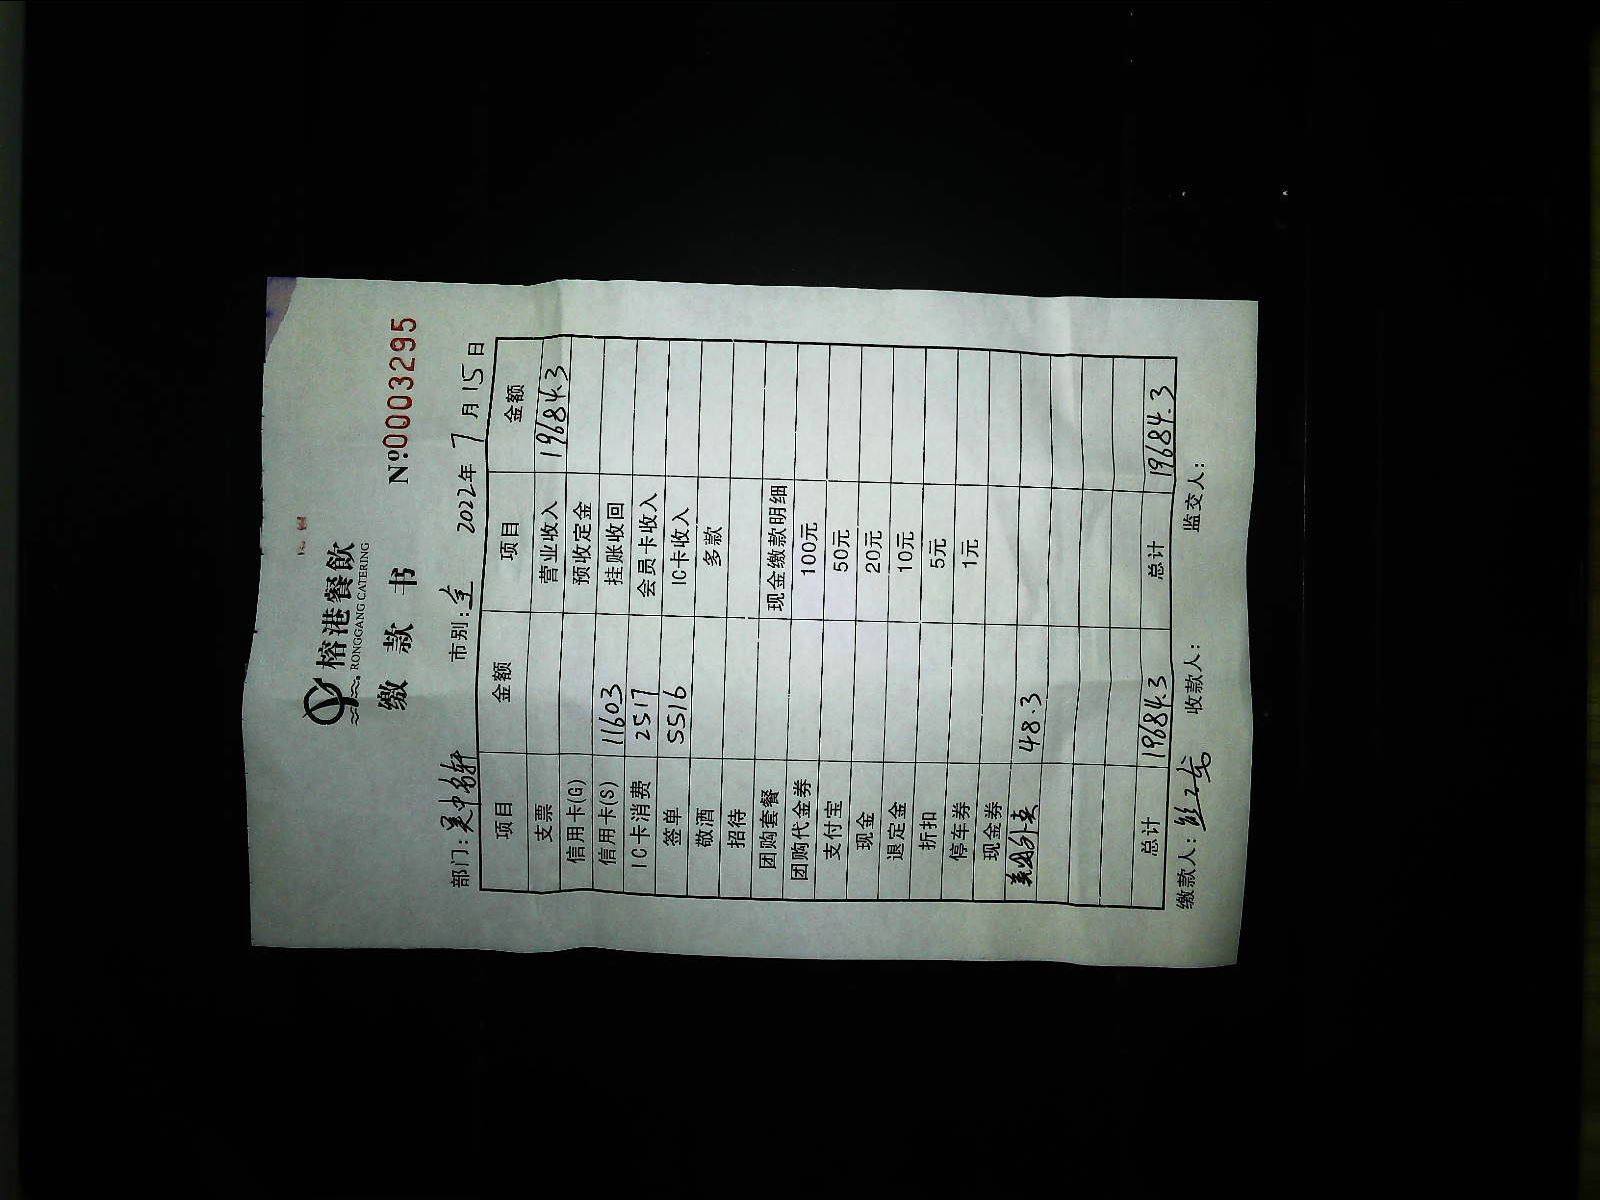 榕港餐飲
RONGGANG CATERING
缴 款 书 №0003295
部门: 市别: 全 2022年 7月 15日
项目 金额 项目 金额
支票 营业收入 19684.3
信用卡(G) 预收定金
信用卡(S) 11603 挂账收回
IC卡消费 2517 会员卡收入
签单 5516 IC卡收入
敬酒 多款
招待
团购套餐 现金缴款明细
团购代金券 100元
支付宝 50元
现金 20元
退定金 10元
折扣 5元
停车券 1元
现金券
美团外卖 48.3
总计 19684.3 总计 19684.3
缴款人: 收款人: 监交人: